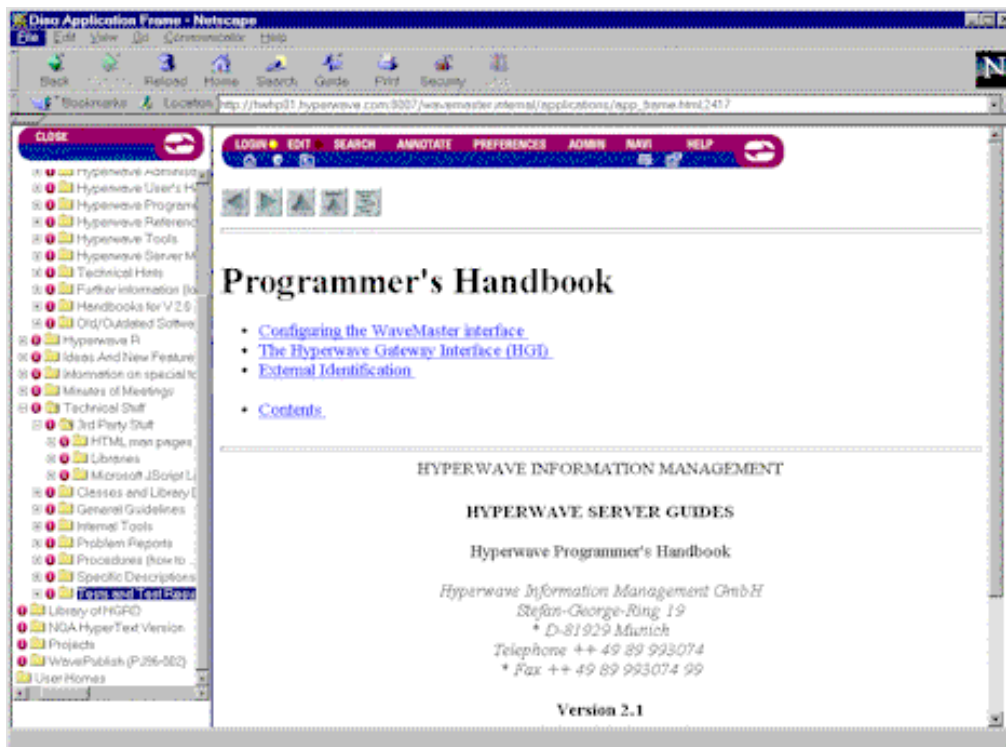 Dino Application Frame - Netscape
File Edit View Go Communicator Help
Back Reload Home Search Guide Print Security
Bookmarks Location http://hwhp01.hyperwave.com:9007/wavemaster.internal/applications/app_frame.html;2417
N
CLOSE
LOGIN EDIT SEARCH ANNOTATE PREFERENCES ADMIN NAVI HELP
Hyperwave Administ
Hyperwave User's H
Hyperwave Program
Hyperwave Referenc
Hyperwave Tools
Hyperwave Server M
Technical Hints
Further information (lo
Handbooks for V 2.6
Old/Outdated Softwa
Hyperwave R
Ideas And New Feature
Information on special to
Minutes of Meetings
Technical Stuff
3rd Party Stuff
HTML man pages
Libraries
Microsoft JScript L
Classes and Library D
General Guidelines
Internal Tools
Problem Reports
Procedures (how to ..
Specific Descriptions
Tests and Test Repo
Library of HGRD
NQA HyperText Version
Projects
WavePublish (PJ96-002)
User Homes
Programmer's Handbook
• Configuring the WaveMaster interface
• The Hyperwave Gateway Interface (HGI)
• External Identification
• Contents
HYPERWAVE INFORMATION MANAGEMENT
HYPERWAVE SERVER GUIDES
Hyperwave Programmer's Handbook
Hyperwave Information Management GmbH
Stefan-George-Ring 19
* D-81929 Munich
Telephone ++ 49 89 993074
* Fax ++ 49 89 993074 99
Version 2.1